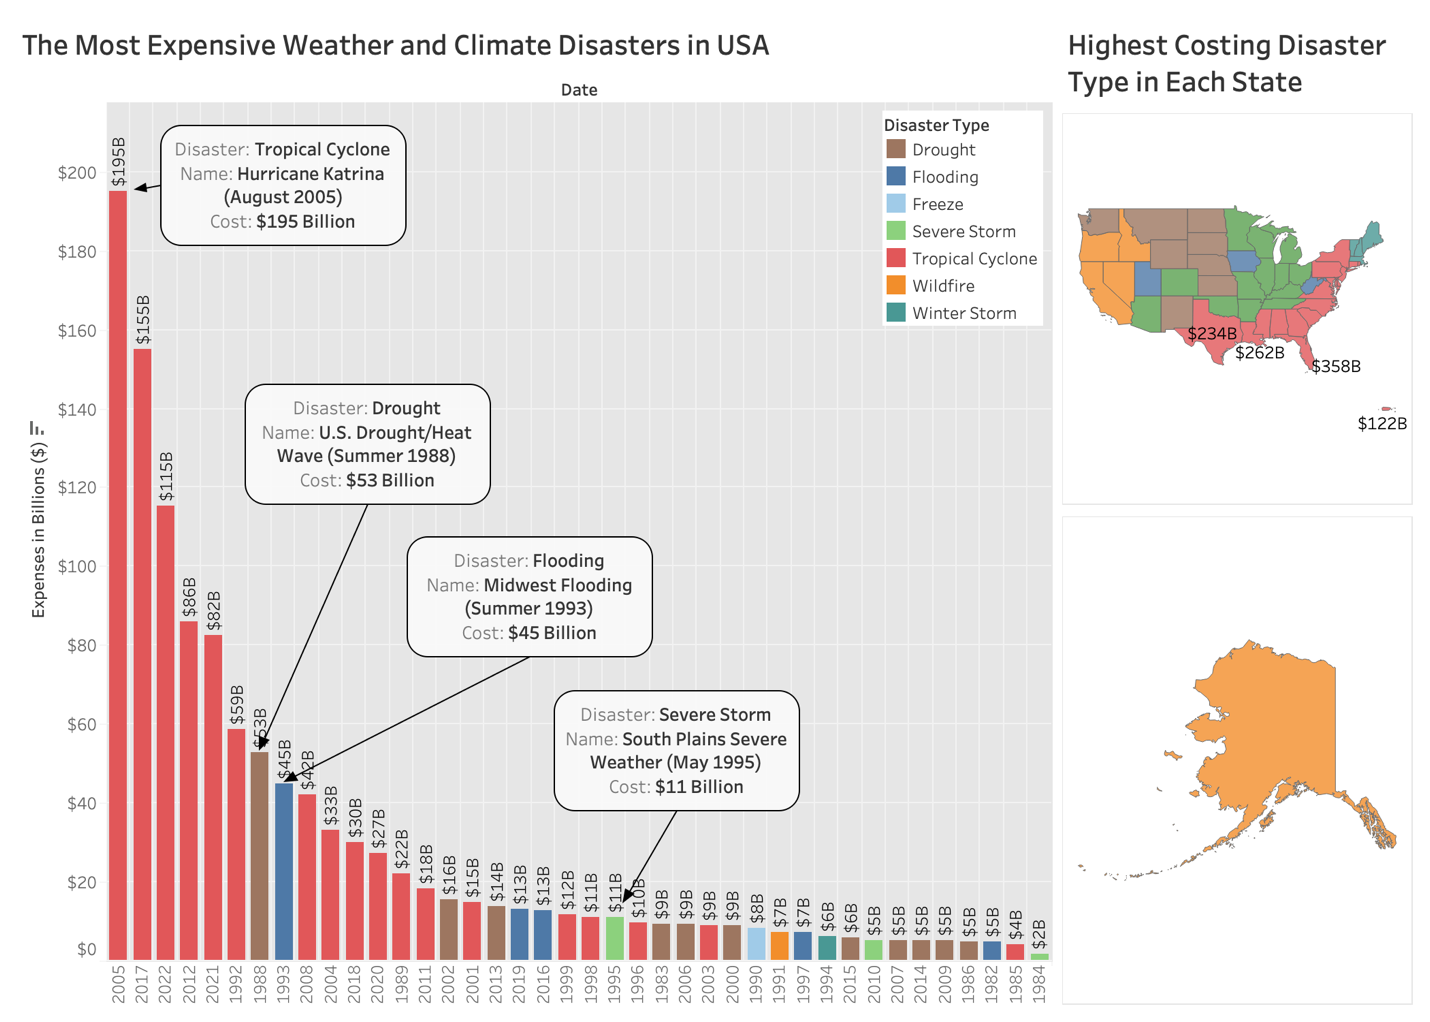 The Most Expensive Weather and Climate Disasters in USA
Highest Costing Disaster
Type in Each State
Date
Expenses in Billions ($)
$200
$180
$160
$140
$120
$100
$80
$60
$40
$20
$0
Disaster: Tropical Cyclone
Name: Hurricane Katrina
(August 2005)
Cost: $195 Billion
Disaster: Drought
Name: U.S. Drought/Heat
Wave (Summer 1988)
Cost: $53 Billion
Disaster: Flooding
Name: Midwest Flooding
(Summer 1993)
Cost: $45 Billion
Disaster: Severe Storm
Name: South Plains Severe
Weather (May 1995)
Cost: $11 Billion
Disaster Type
Drought
Flooding
Freeze
Severe Storm
Tropical Cyclone
Wildfire
Winter Storm
$195B
$155B
$115B
$86B
$82B
$59B
$53B
$45B
$42B
$33B
$30B
$27B
$22B
$18B
$16B
$15B
$14B
$13B
$13B
$12B
$11B
$11B
$10B
$9B
$9B
$9B
$9B
$8B
$7B
$7B
$6B
$6B
$5B
$5B
$5B
$5B
$5B
$5B
$4B
$2B
2005
2017
2022
2012
2021
1992
1988
1993
2008
2004
2018
2020
1989
2011
2002
2001
2013
2019
2016
1999
1998
1995
1996
1983
2006
2003
2000
1990
1991
1997
1994
2015
2010
2007
2014
2009
1986
1982
1985
1984
$234B
$262B
$358B
$122B